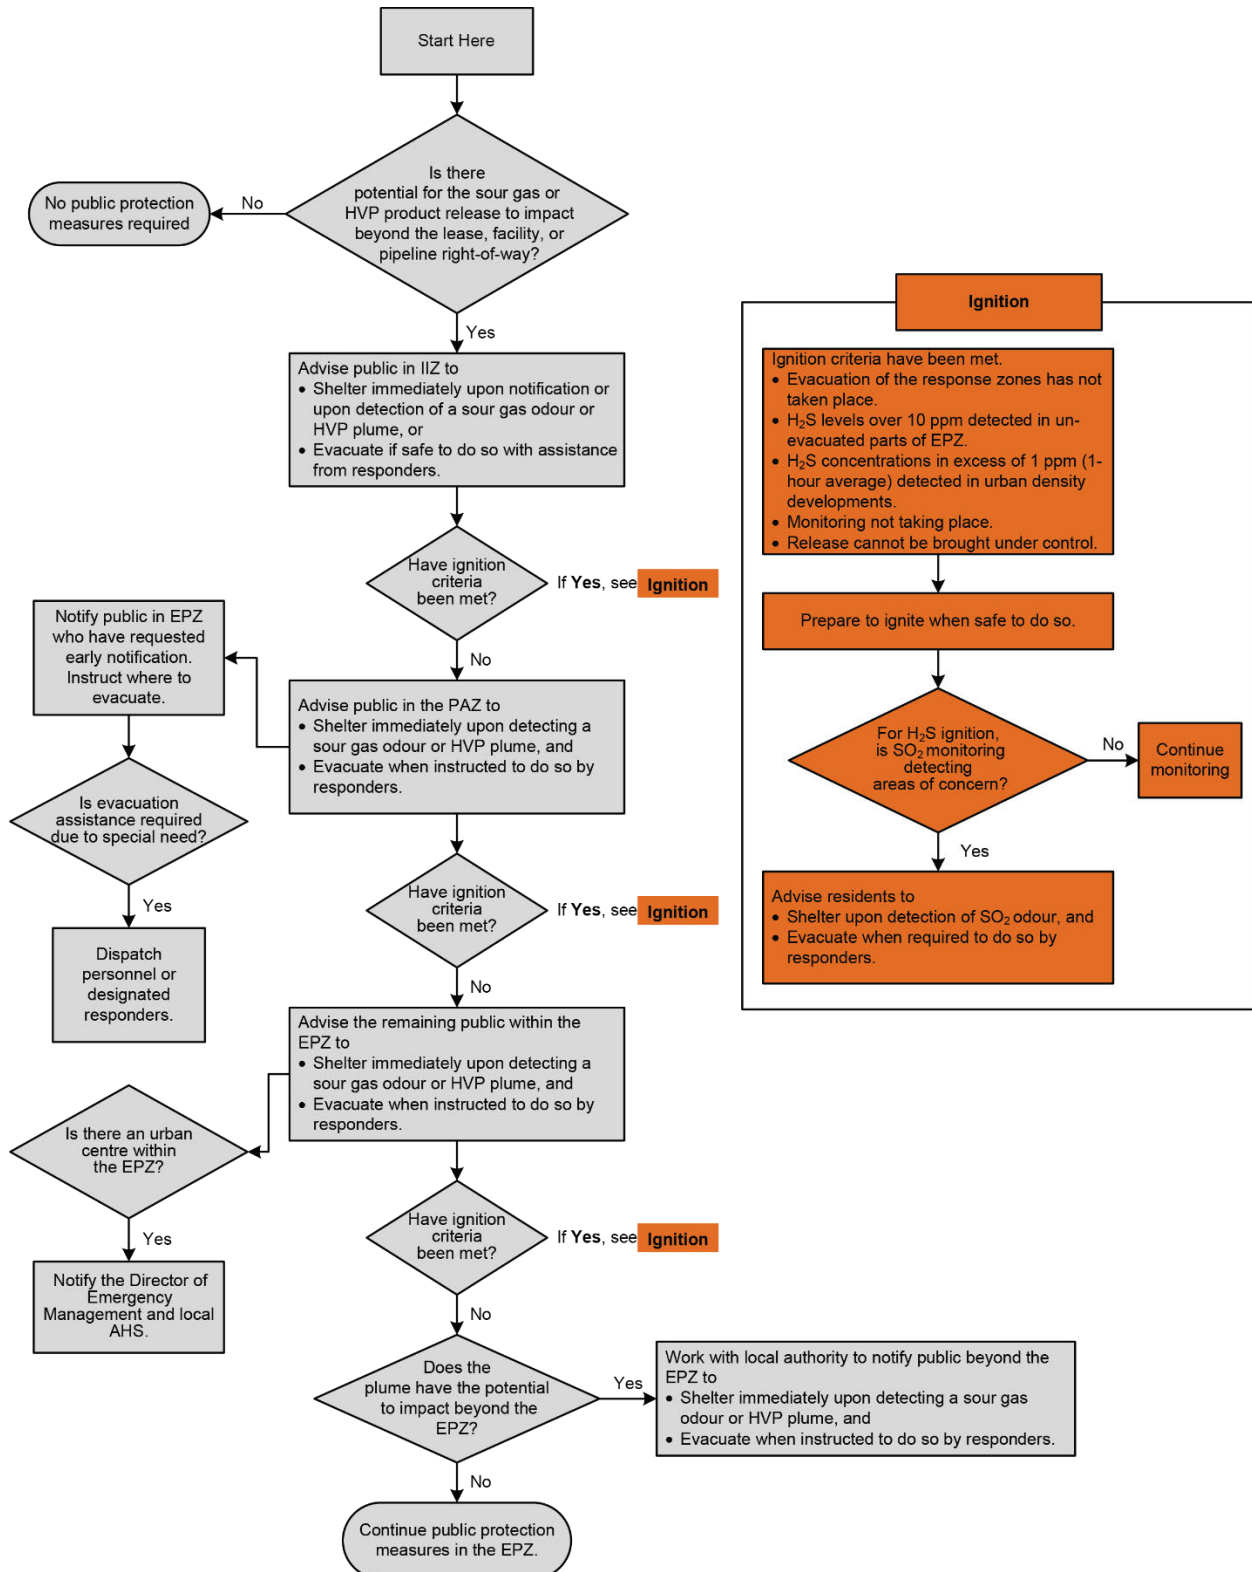 Start Here
Is there
potential for the sour gas or
HVP product release to impact
beyond the lease, facility, or
pipeline right-of-way?
No
No public protection
measures required
Yes
Advise public in IIZ to
• Shelter immediately upon notification or
upon detection of a sour gas odour or
HVP plume, or
• Evacuate if safe to do so with assistance
from responders.
Have ignition
criteria
been met?
If Yes, see Ignition
No
Advise public in the PAZ to
• Shelter immediately upon detecting a
sour gas odour or HVP plume, and
• Evacuate when instructed to do so by
responders.
Notify public in EPZ
who have requested
early notification.
Instruct where to
evacuate.
Is evacuation
assistance required
due to special need?
Yes
Dispatch
personnel or
designated
responders.
Have ignition
criteria
been met?
If Yes, see Ignition
No
Advise the remaining public within the
EPZ to
• Shelter immediately upon detecting a
sour gas odour or HVP plume, and
• Evacuate when instructed to do so by
responders.
Is there an urban
centre within
the EPZ?
Yes
Notify the Director of
Emergency
Management and local
AHS.
Have ignition
criteria
been met?
If Yes, see Ignition
No
Does the
plume have the potential
to impact beyond the
EPZ?
Yes
Work with local authority to notify public beyond the
EPZ to
• Shelter immediately upon detecting a sour gas
odour or HVP plume, and
• Evacuate when instructed to do so by responders.
No
Continue public protection
measures in the EPZ.
Ignition
Ignition criteria have been met.
• Evacuation of the response zones has not
taken place.
• H₂S levels over 10 ppm detected in un-
evacuated parts of EPZ.
• H₂S concentrations in excess of 1 ppm (1-
hour average) detected in urban density
developments.
• Monitoring not taking place.
• Release cannot be brought under control.
Prepare to ignite when safe to do so.
For H₂S ignition,
is SO₂ monitoring
detecting
areas of concern?
No
Continue
monitoring
Yes
Advise residents to
• Shelter upon detection of SO₂ odour, and
• Evacuate when required to do so by
responders.